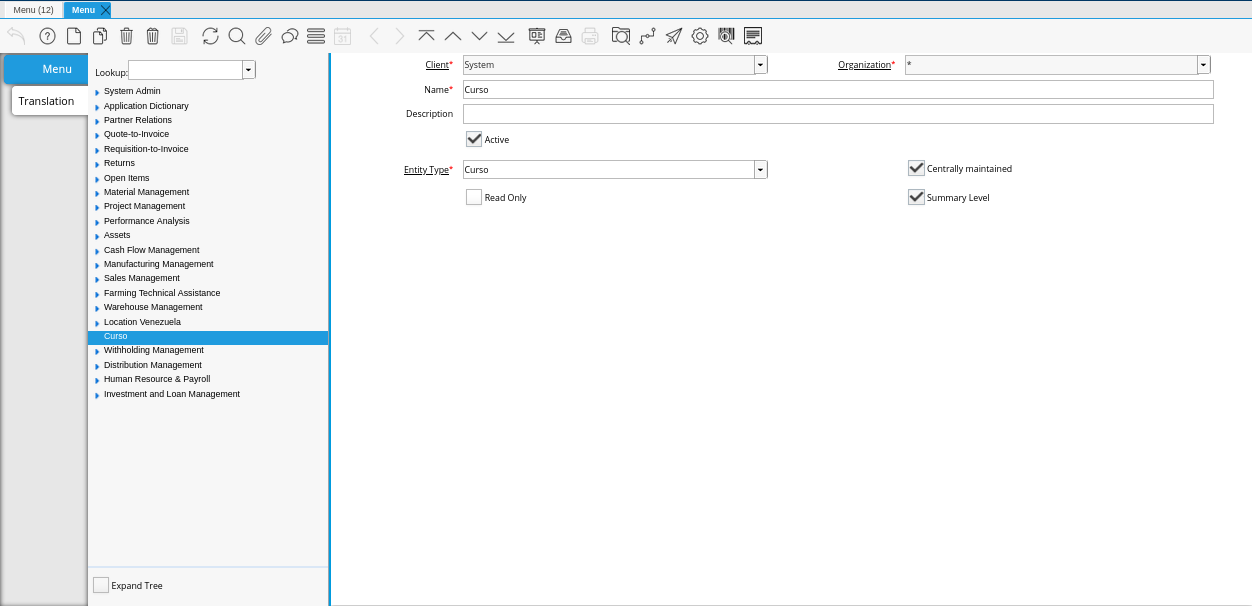 Menu (12)
Menu
31
Menu
Translation
Lookup:
System Admin
Application Dictionary
Partner Relations
Quote-to-Invoice
Requisition-to-Invoice
Returns
Open Items
Material Management
Project Management
Performance Analysis
Assets
Cash Flow Management
Manufacturing Management
Sales Management
Farming Technical Assistance
Warehouse Management
Location Venezuela
Curso
Withholding Management
Distribution Management
Human Resource & Payroll
Investment and Loan Management
Expand Tree
Client* System Organization* *
Name* Curso
Description
Active
Entity Type* Curso Centrally maintained
Read Only Summary Level